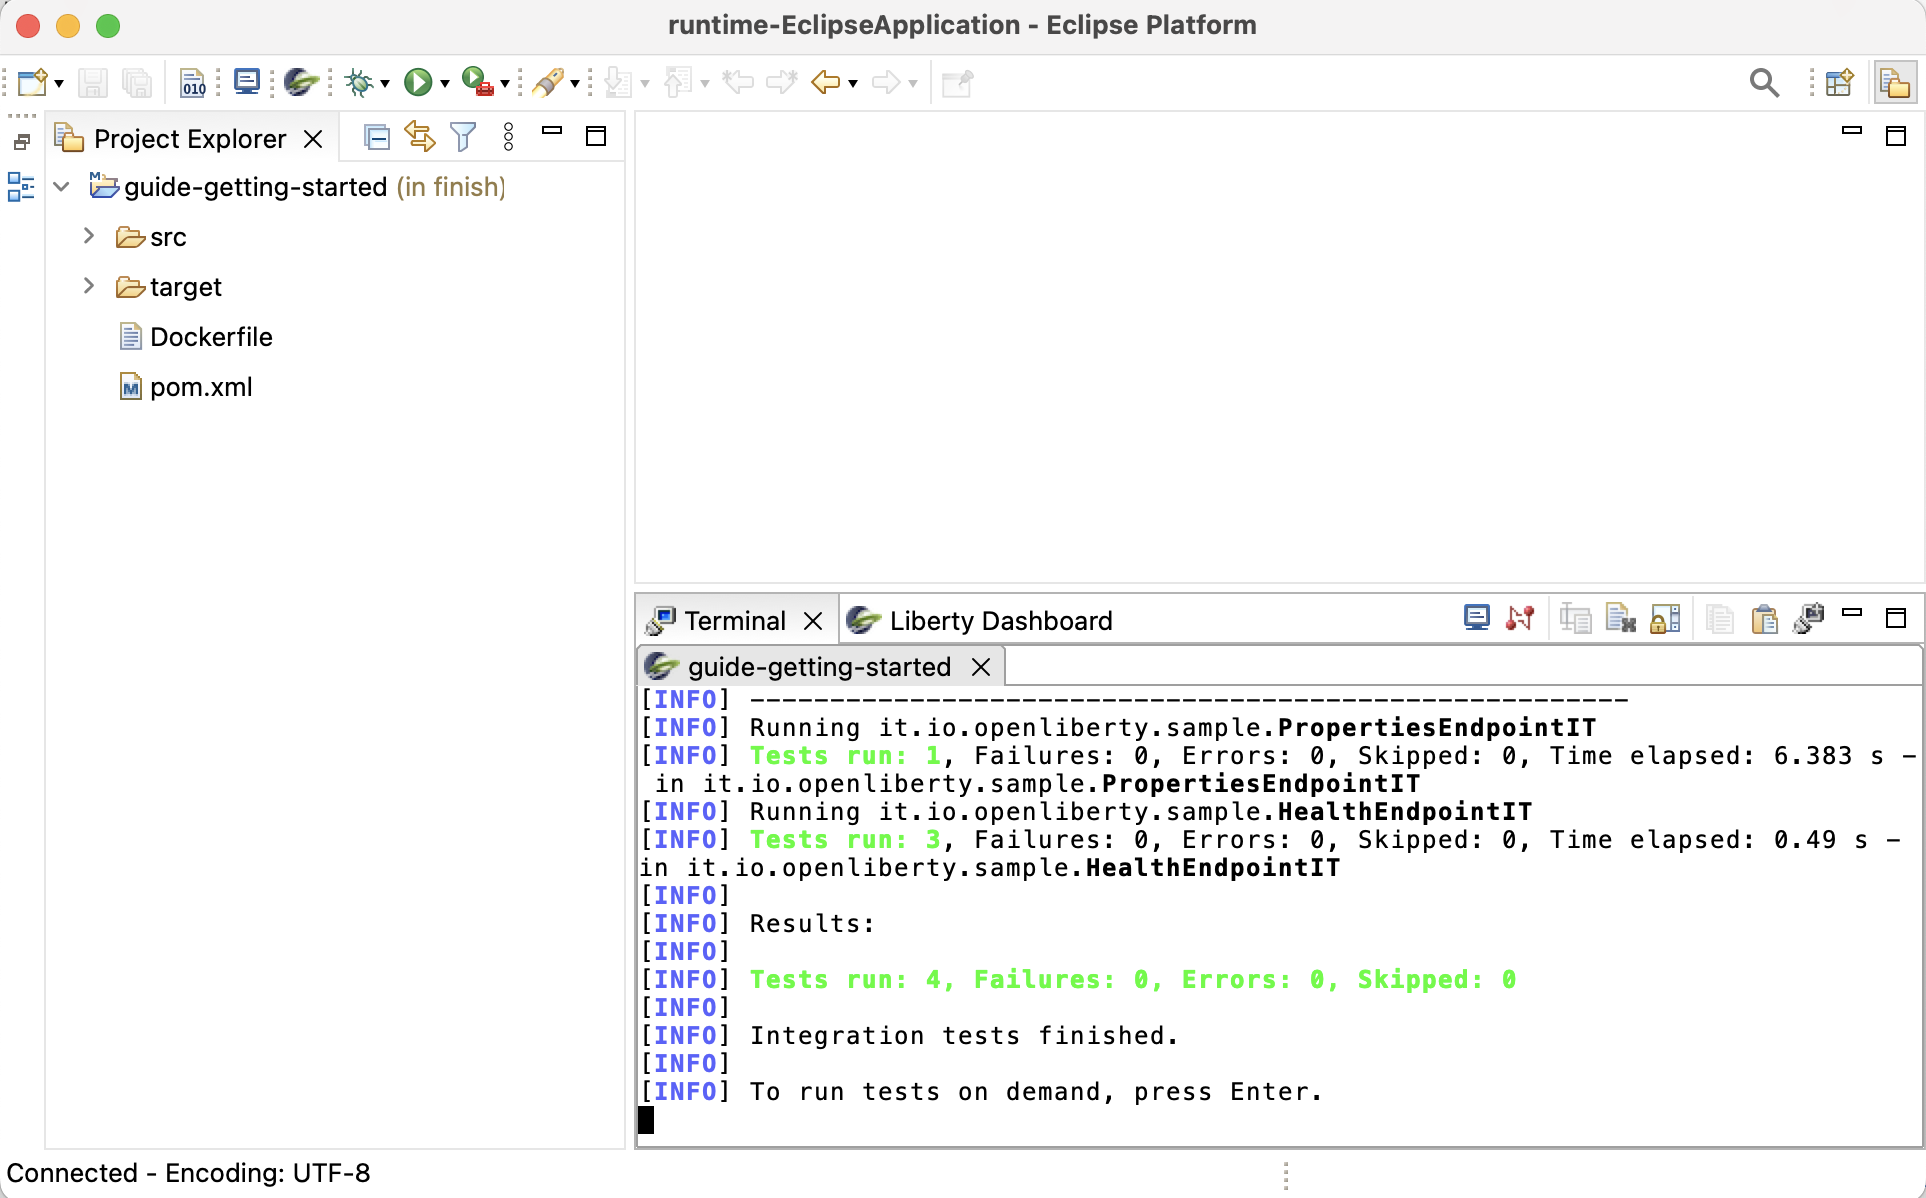 runtime-EclipseApplication - Eclipse Platform
010
Project Explorer
guide-getting-started (in finish)
src
target
Dockerfile
pom.xml
Terminal
Liberty Dashboard
guide-getting-started
[INFO] -------------------------------------------------------
[INFO] Running it.io.openliberty.sample.PropertiesEndpointIT
[INFO] Tests run: 1, Failures: 0, Errors: 0, Skipped: 0, Time elapsed: 6.383 s -
in it.io.openliberty.sample.PropertiesEndpointIT
[INFO] Running it.io.openliberty.sample.HealthEndpointIT
[INFO] Tests run: 3, Failures: 0, Errors: 0, Skipped: 0, Time elapsed: 0.49 s -
in it.io.openliberty.sample.HealthEndpointIT
[INFO]
[INFO] Results:
[INFO]
[INFO] Tests run: 4, Failures: 0, Errors: 0, Skipped: 0
[INFO]
[INFO] Integration tests finished.
[INFO]
[INFO] To run tests on demand, press Enter.
Connected - Encoding: UTF-8